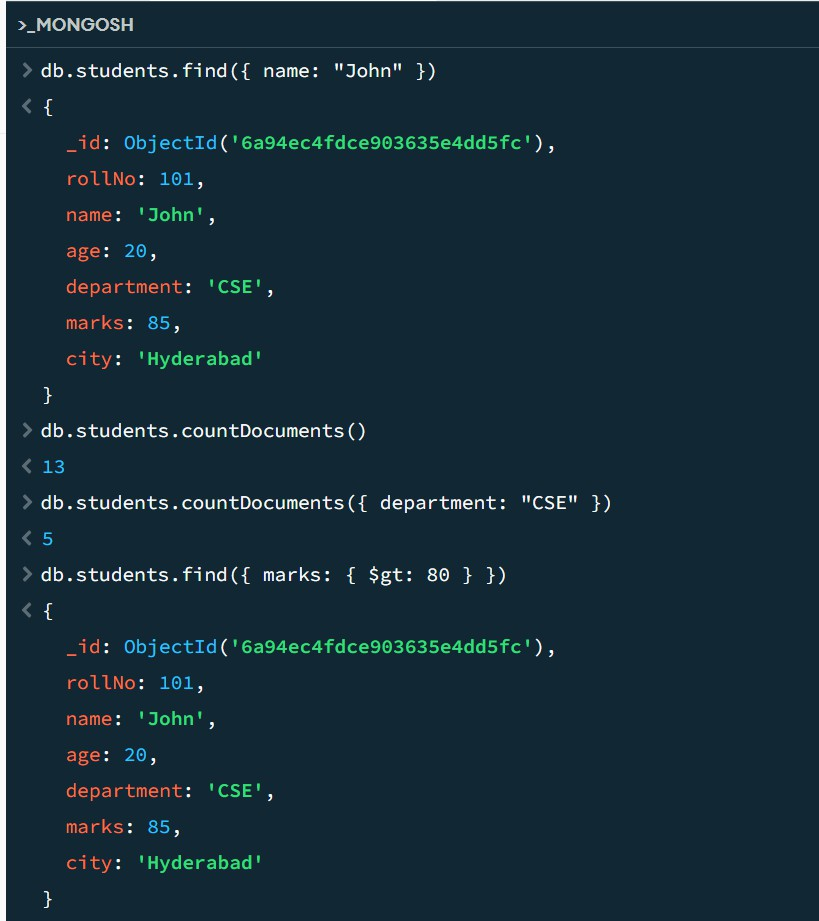 >_MONGOSH
> db.students.find({ name: "John" })
< {
_id: ObjectId('6a94ec4fdce903635e4dd5fc'),
rollNo: 101,
name: 'John',
age: 20,
department: 'CSE',
marks: 85,
city: 'Hyderabad'
}
> db.students.countDocuments()
< 13
> db.students.countDocuments({ department: "CSE" })
< 5
> db.students.find({ marks: { $gt: 80 } })
< {
_id: ObjectId('6a94ec4fdce903635e4dd5fc'),
rollNo: 101,
name: 'John',
age: 20,
department: 'CSE',
marks: 85,
city: 'Hyderabad'
}